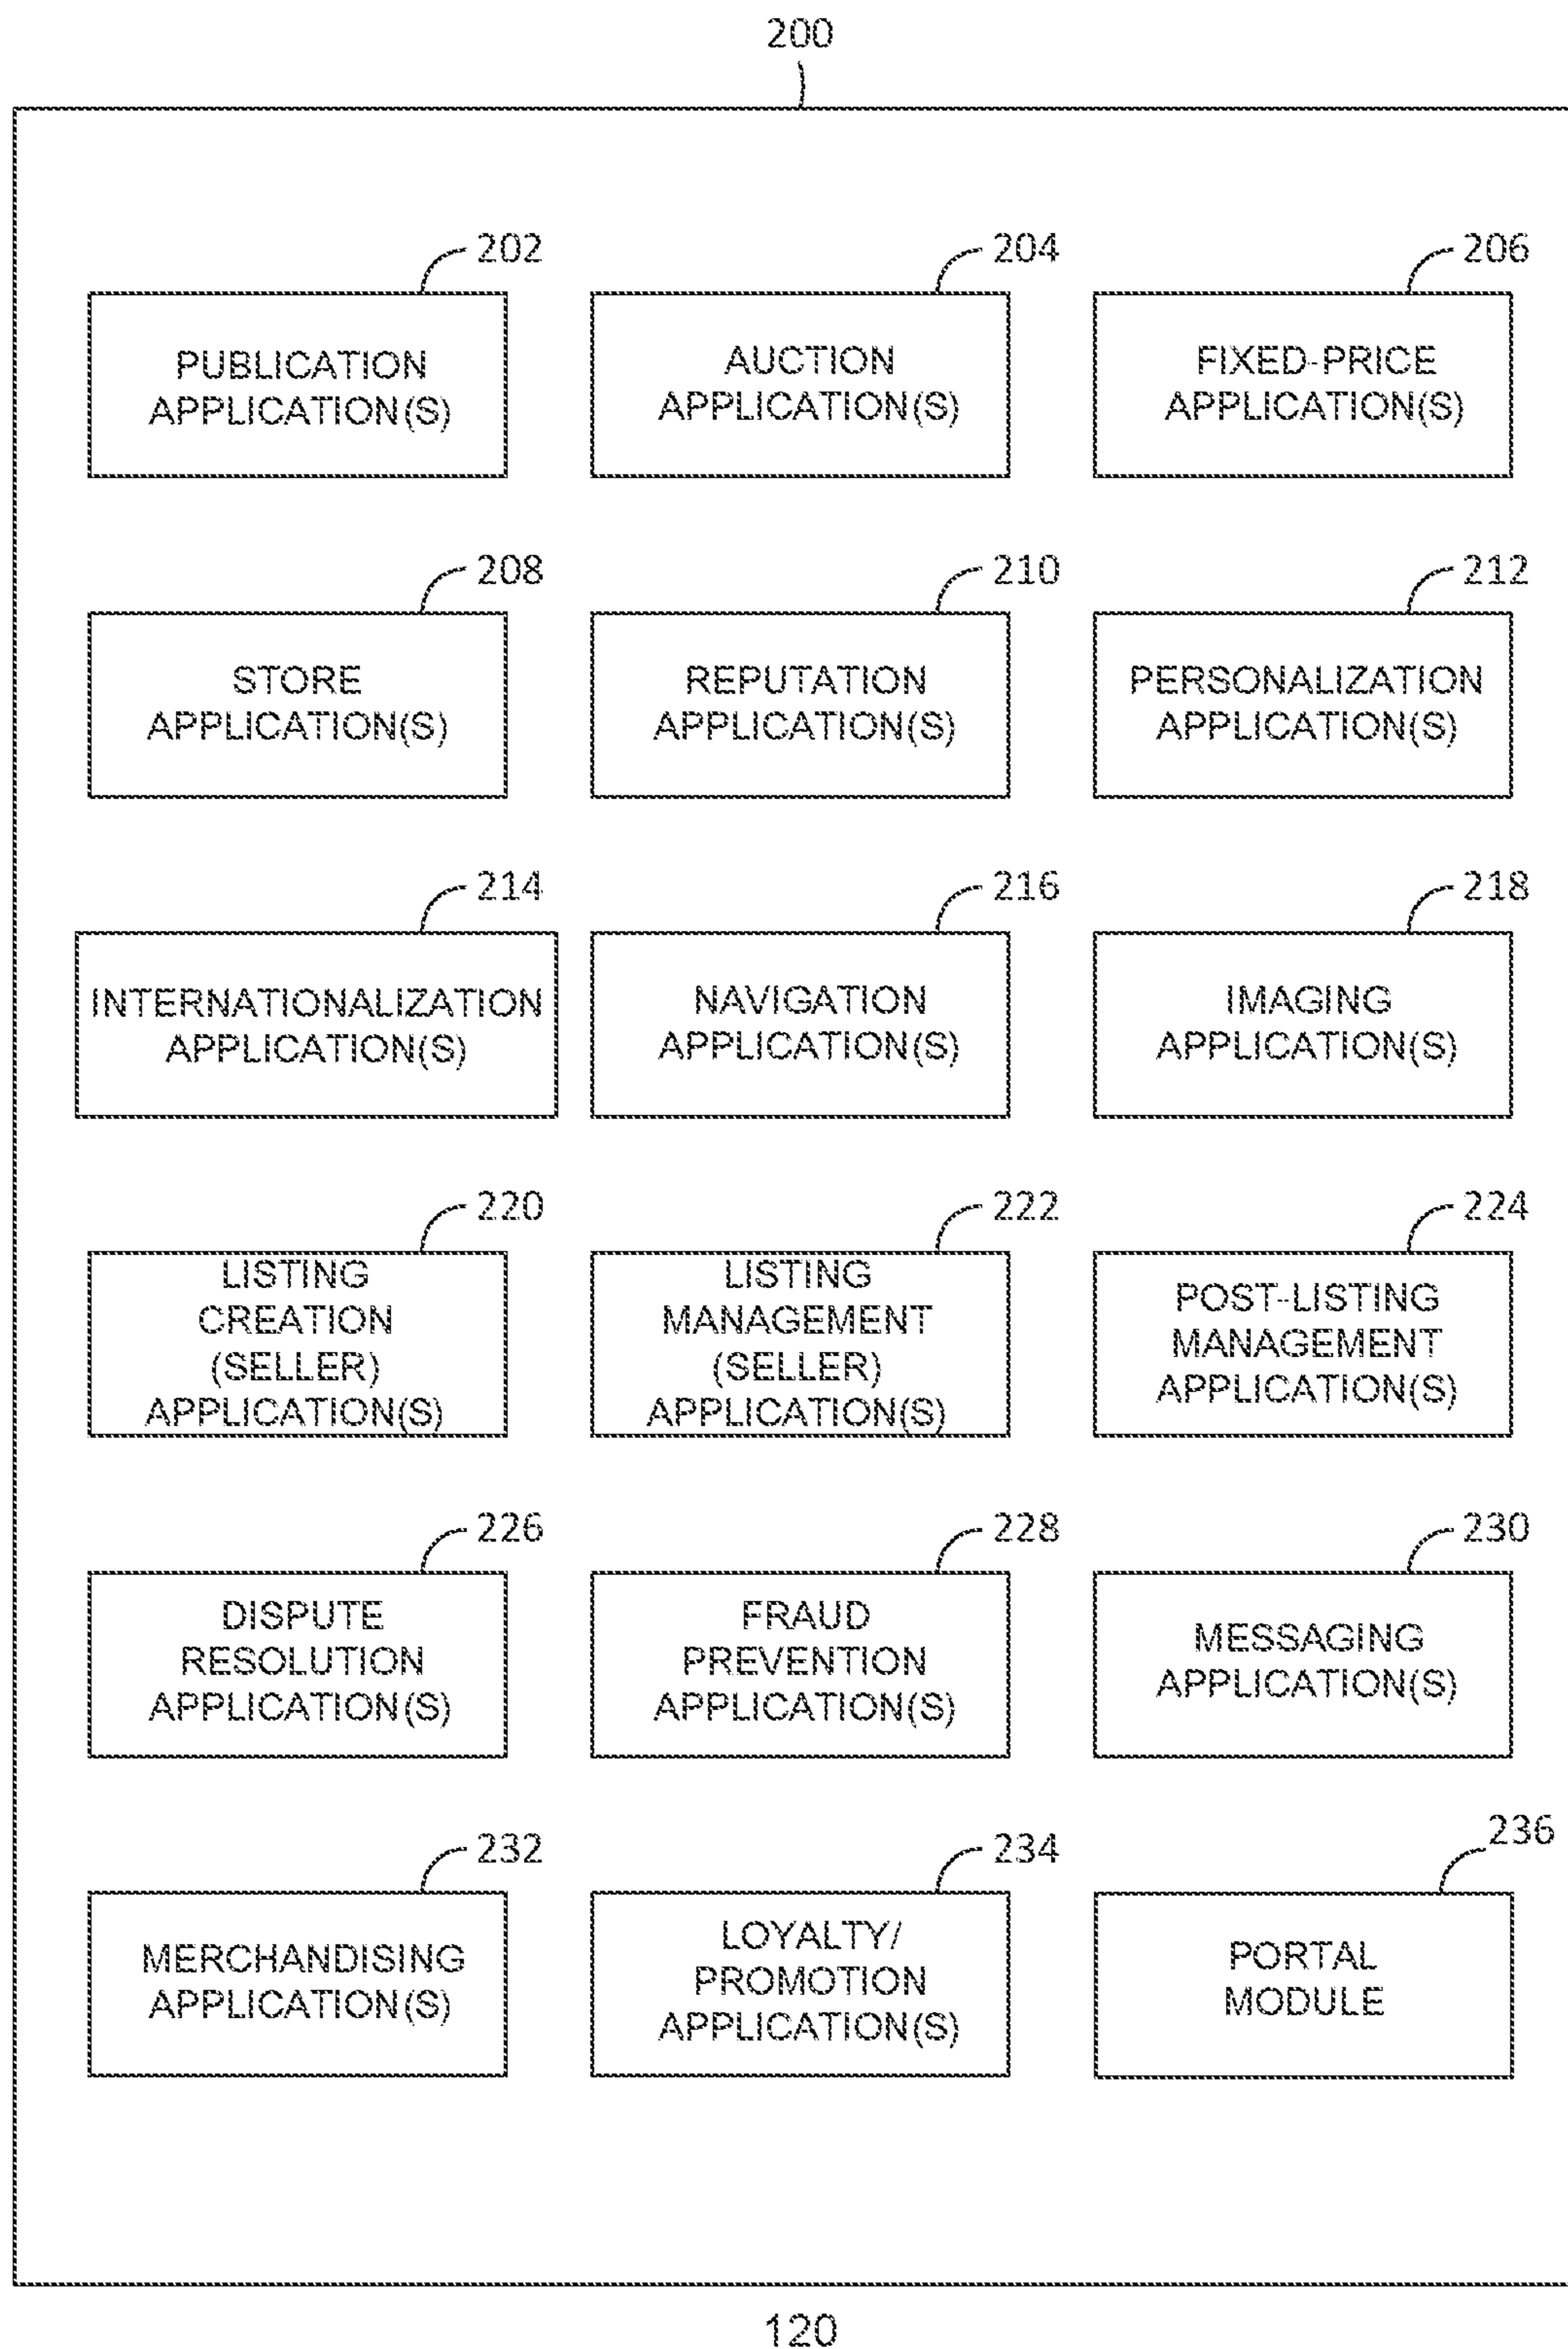 200
202
204
206
PUBLICATION
APPLICATION(S)
AUCTION
APPLICATION(S)
FIXED-PRICE
APPLICATION(S)
208
210
212
STORE
APPLICATION(S)
REPUTATION
APPLICATION(S)
PERSONALIZATION
APPLICATION(S)
214
216
218
INTERNATIONALIZATION
APPLICATION(S)
NAVIGATION
APPLICATION(S)
IMAGING
APPLICATION(S)
220
222
224
LISTING
CREATION
(SELLER)
APPLICATION(S)
LISTING
MANAGEMENT
(SELLER)
APPLICATION(S)
POST-LISTING
MANAGEMENT
APPLICATION(S)
226
228
230
DISPUTE
RESOLUTION
APPLICATION(S)
FRAUD
PREVENTION
APPLICATION(S)
MESSAGING
APPLICATION(S)
232
234
236
MERCHANDISING
APPLICATION(S)
LOYALTY/
PROMOTION
APPLICATION(S)
PORTAL
MODULE
120